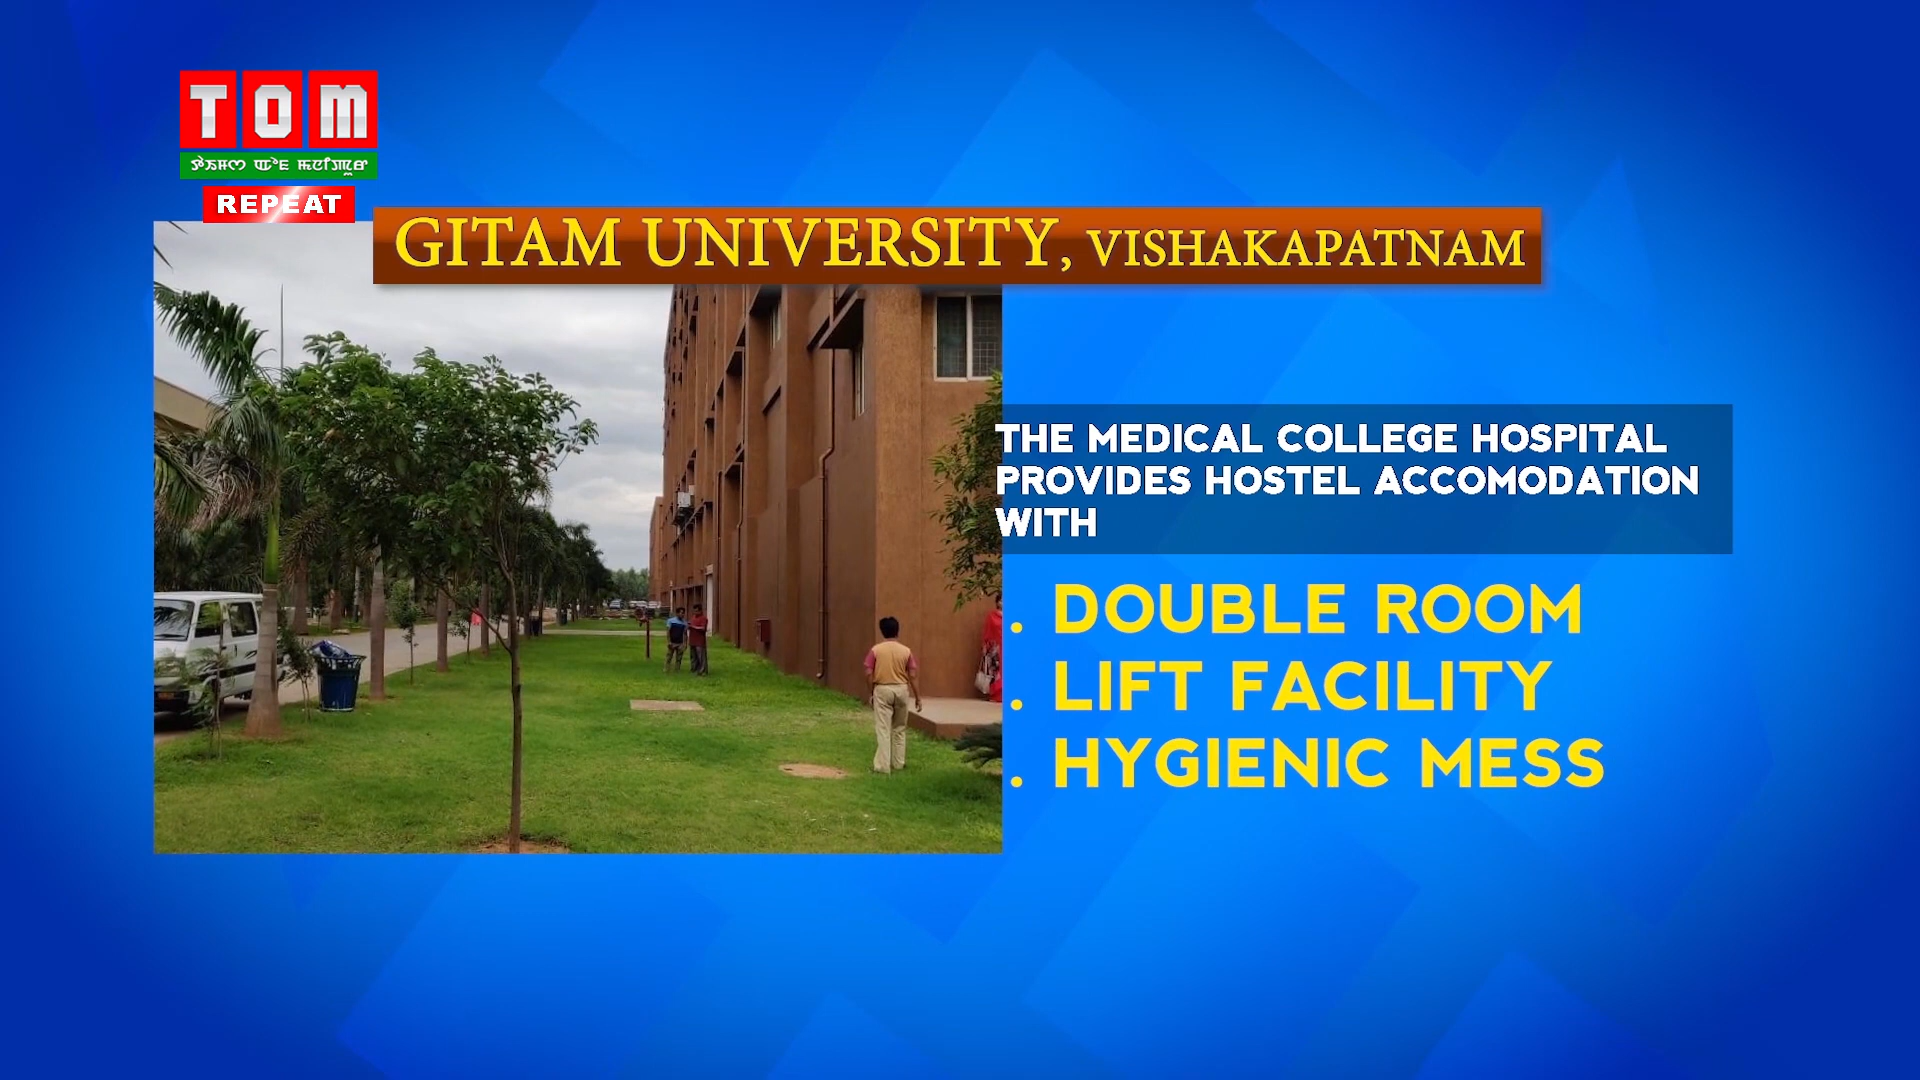 TOM
REPEAT
GITAM UNIVERSITY, VISHAKAPATNAM
THE MEDICAL COLLEGE HOSPITAL
PROVIDES HOSTEL ACCOMODATION
WITH
. DOUBLE ROOM
. LIFT FACILITY
. HYGIENIC MESS